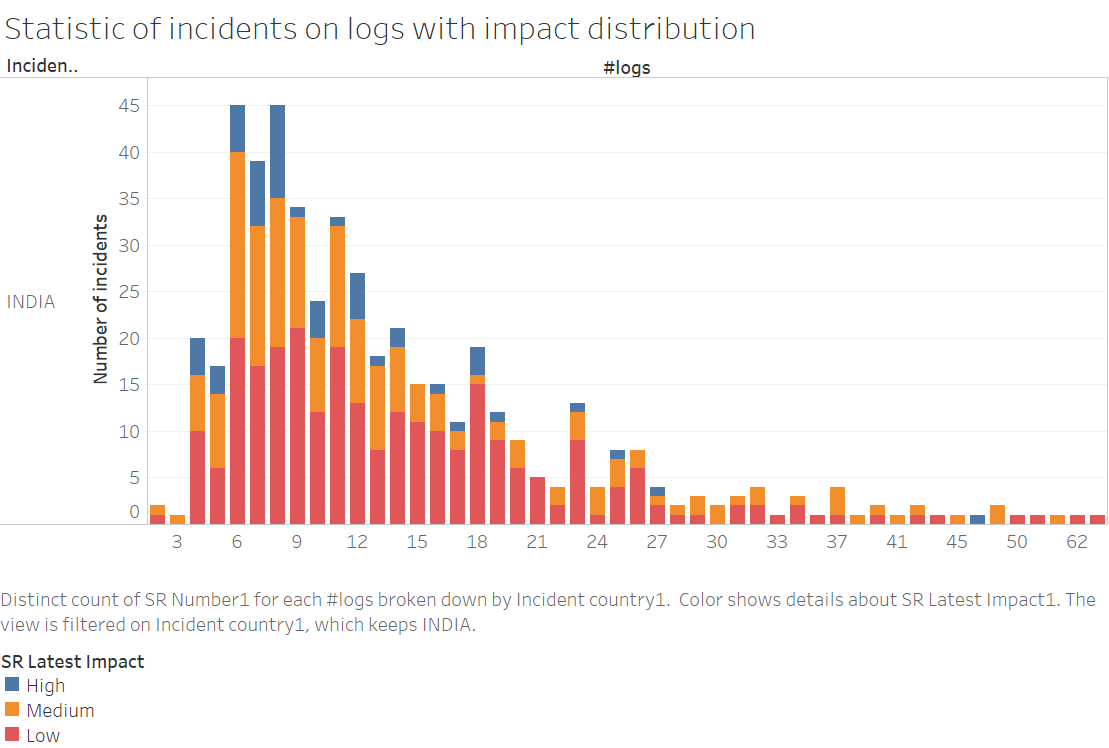 Statistic of incidents on logs with impact distribution
Inciden..
#logs
45
40
35
30
25
20
15
10
5
0
Number of incidents
INDIA
3 6 9 12 15 18 21 24 27 30 33 37 41 45 50 62
Distinct count of SR Number1 for each #logs broken down by Incident country1. Color shows details about SR Latest Impact1. The
view is filtered on Incident country1, which keeps INDIA.
SR Latest Impact
High
Medium
Low